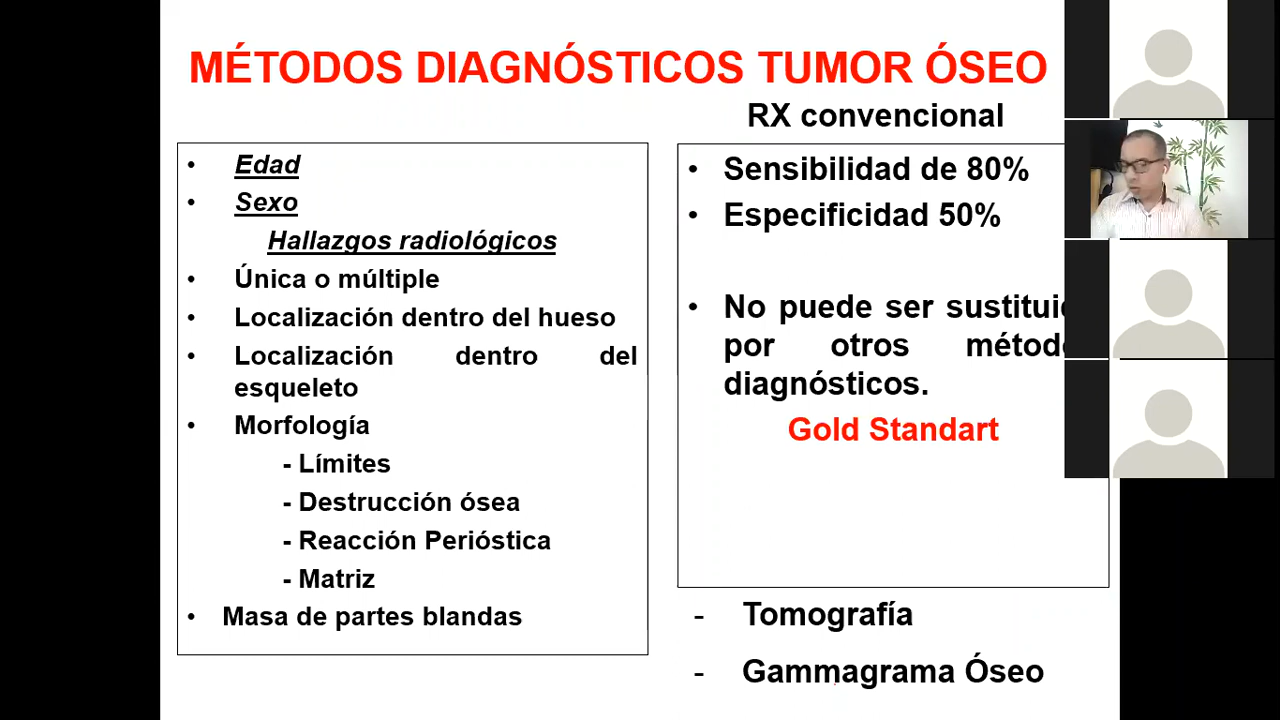 MÉTODOS DIAGNÓSTICOS TUMOR ÓSEO
RX convencional
• Edad
• Sexo
Hallazgos radiológicos
• Única o múltiple
• Localización dentro del hueso
• Localización dentro del
esqueleto
• Morfología
- Límites
- Destrucción ósea
- Reacción Perióstica
- Matriz
• Masa de partes blandas
• Sensibilidad de 80%
• Especificidad 50%
• No puede ser
por otros
diagnósticos.
Gold Standart
- Tomografía
- Gammagrama Óseo